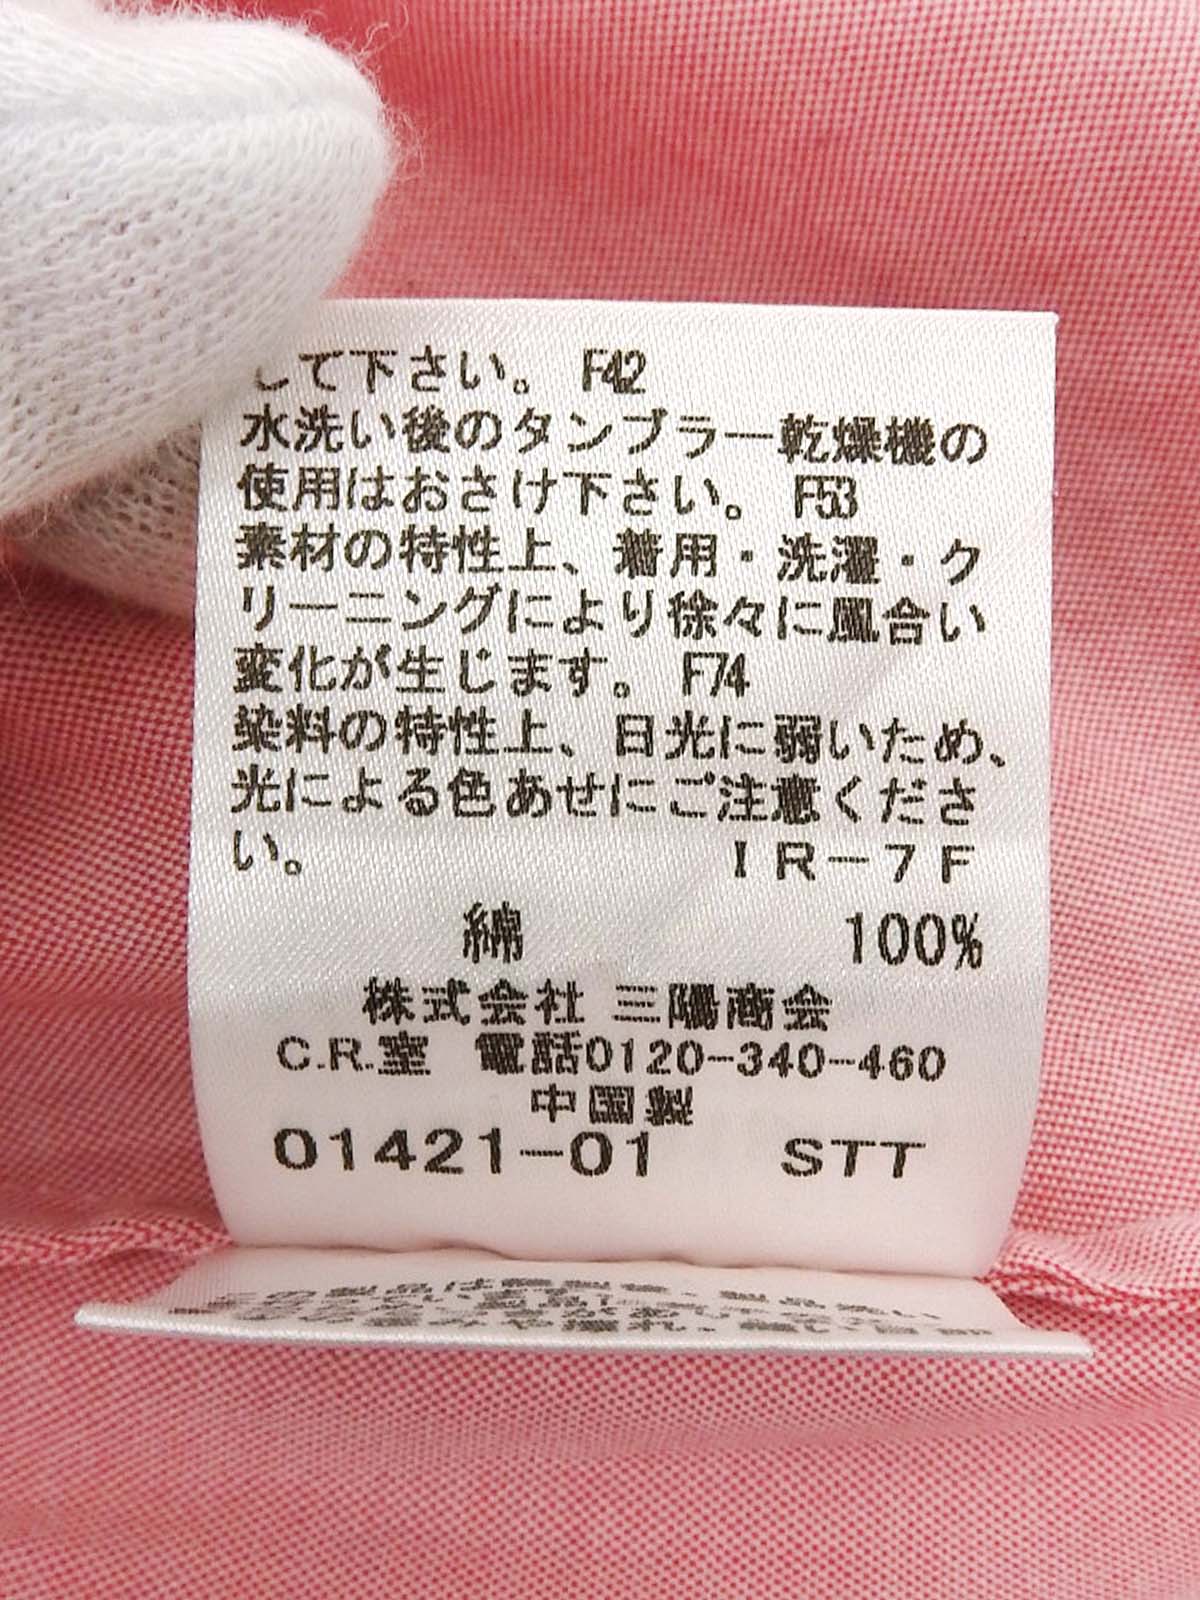 して下さい。 F42
水洗い後のタンブラー乾燥機の
使用はおさけ下さい。 F53
素材の特性上、着用・洗濯・ク
リーニングにより徐々に風合い
変化が生じます。 F74
染料の特性上、日光に弱いため、
光による色あせにご注意くださ
い。 IR-7F
綿 100%
株式会社 三陽商会
C.R.室 電話0120-340-460
中国製
01421-01 STT